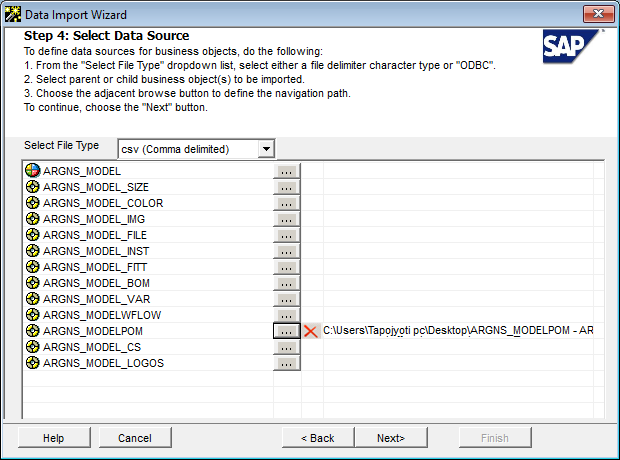 Data Import Wizard
Step 4: Select Data Source
To define data sources for business objects, do the following:
1. From the "Select File Type" dropdown list, select either a file delimiter character type or "ODBC".
2. Select parent or child business object(s) to be imported.
3. Choose the adjacent browse button to define the navigation path.
To continue, choose the "Next" button.
SAP
Select File Type
csv (Comma delimited)
ARGNS_MODEL ...
ARGNS_MODEL_SIZE ...
ARGNS_MODEL_COLOR ...
ARGNS_MODEL_IMG ...
ARGNS_MODEL_FILE ...
ARGNS_MODEL_INST ...
ARGNS_MODEL_FITT ...
ARGNS_MODEL_BOM ...
ARGNS_MODEL_VAR ...
ARGNS_MODELWFLOW ...
ARGNS_MODELPOM ... C:\Users\Tapojyoti pc\Desktop\ARGNS_MODELPOM - AR
ARGNS_MODEL_CS ...
ARGNS_MODEL_LOGOS ...
Help Cancel < Back Next> Finish